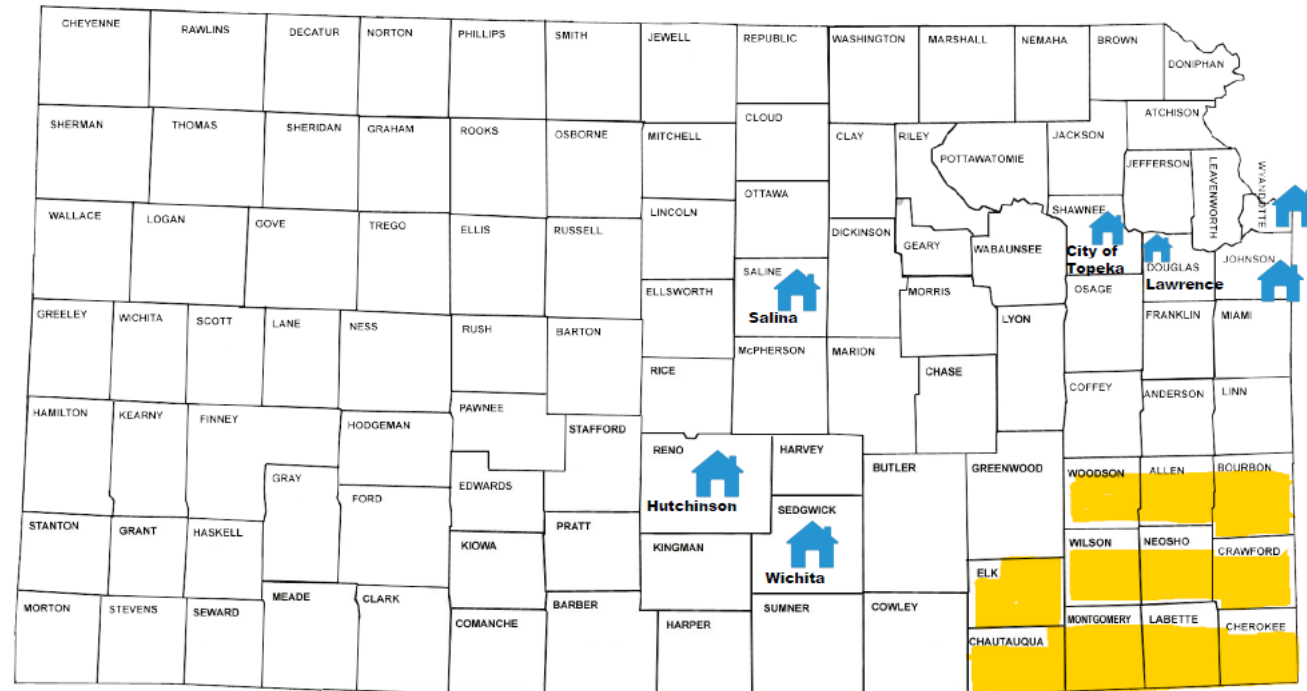 CHEYENNE
RAWLINS
DECATUR
NORTON
PHILLIPS
SMITH
JEWELL
REPUBLIC
WASHINGTON
MARSHALL
NEMAHA
BROWN
DONIPHAN
SHERMAN
THOMAS
SHERIDAN
GRAHAM
ROOKS
OSBORNE
MITCHELL
CLOUD
CLAY
RILEY
POTTAWATOMIE
JACKSON
ATCHISON
JEFFERSON
LEAVENWORTH
WYANDOTTE
WALLACE
LOGAN
GOVE
TREGO
ELLIS
RUSSELL
LINCOLN
OTTAWA
DICKINSON
GEARY
WABAUNSEE
SHAWNEE
City of
Topeka
DOUGLAS
Lawrence
JOHNSON
ELLSWORTH
SALINE
Salina
MORRIS
OSAGE
GREELEY
WICHITA
SCOTT
LANE
NESS
RUSH
BARTON
RICE
McPHERSON
MARION
CHASE
LYON
FRANKLIN
MIAMI
HAMILTON
KEARNY
FINNEY
HODGEMAN
PAWNEE
STAFFORD
COFFEY
ANDERSON
LINN
GRAY
FORD
EDWARDS
RENO
Hutchinson
HARVEY
BUTLER
GREENWOOD
WOODSON
ALLEN
BOURBON
STANTON
GRANT
HASKELL
KIOWA
PRATT
KINGMAN
SEDGWICK
Wichita
ELK
WILSON
NEOSHO
CRAWFORD
MORTON
STEVENS
SEWARD
MEADE
CLARK
COMANCHE
BARBER
HARPER
SUMNER
COWLEY
CHAUTAUQUA
MONTGOMERY
LABETTE
CHEROKEE